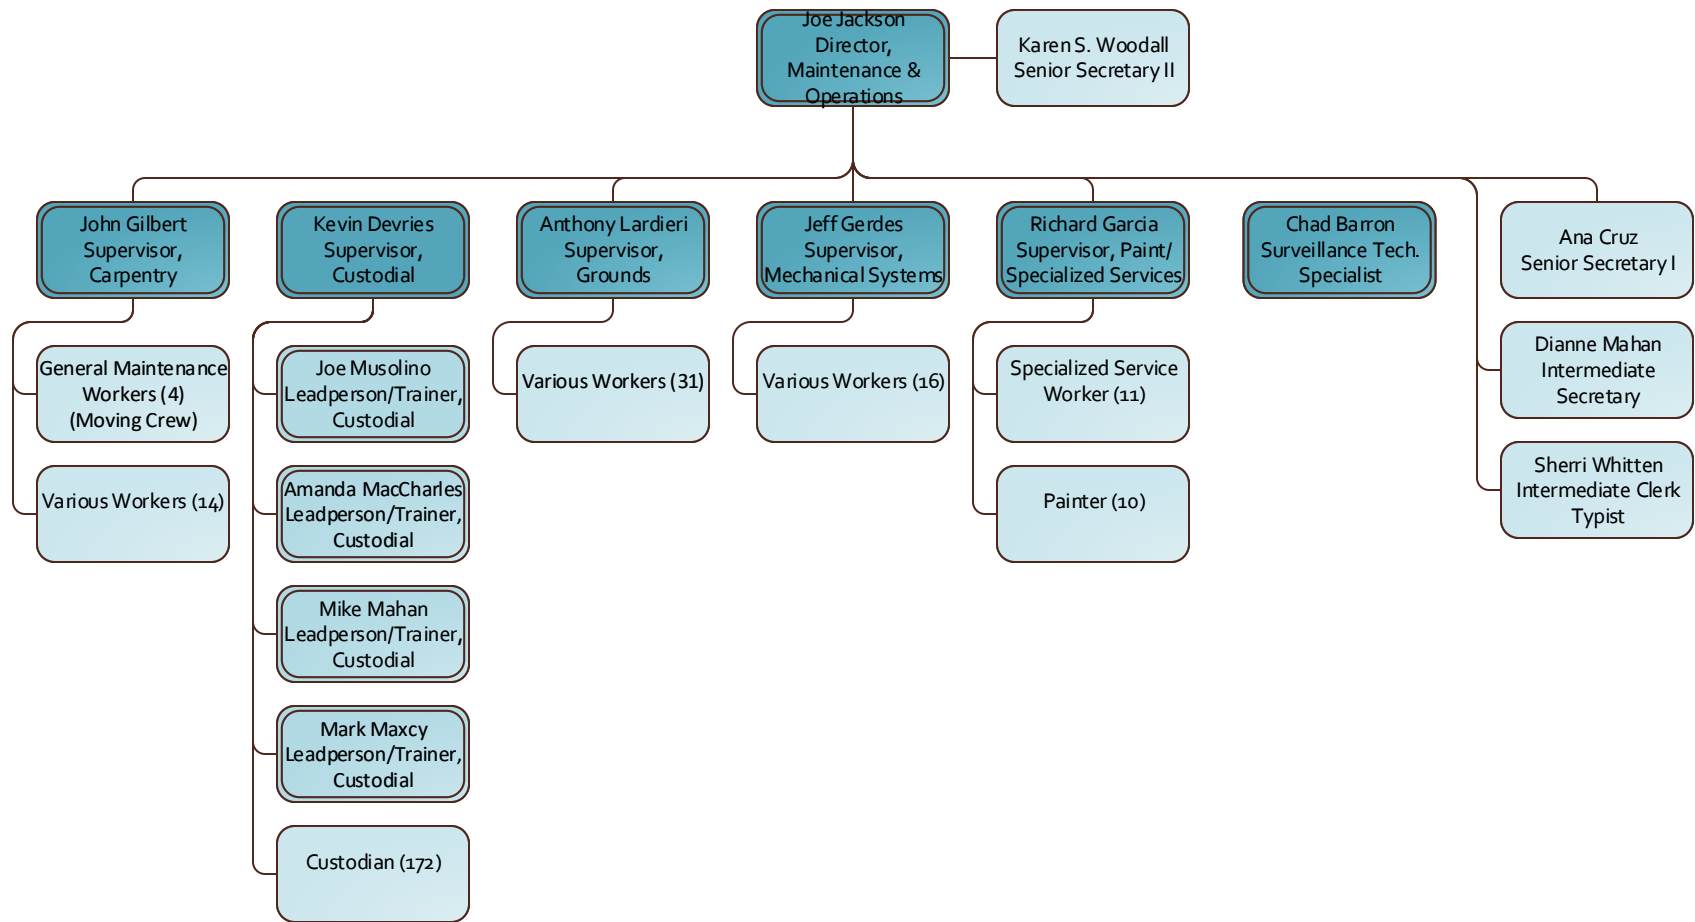 Joe Jackson
Director,
Maintenance &
Operations
Karen S. Woodall
Senior Secretary II
John Gilbert
Supervisor,
Carpentry
Kevin Devries
Supervisor,
Custodial
Anthony Lardieri
Supervisor,
Grounds
Jeff Gerdes
Supervisor,
Mechanical Systems
Richard Garcia
Supervisor, Paint/
Specialized Services
Chad Barron
Surveillance Tech.
Specialist
Ana Cruz
Senior Secretary I
General Maintenance
Workers (4)
(Moving Crew)
Joe Musolino
Leadperson/Trainer,
Custodial
Various Workers (31)
Various Workers (16)
Specialized Service
Worker (11)
Dianne Mahan
Intermediate
Secretary
Various Workers (14)
Amanda MacCharles
Leadperson/Trainer,
Custodial
Painter (10)
Sherri Whitten
Intermediate Clerk
Typist
Mike Mahan
Leadperson/Trainer,
Custodial
Mark Maxcy
Leadperson/Trainer,
Custodial
Custodian (172)